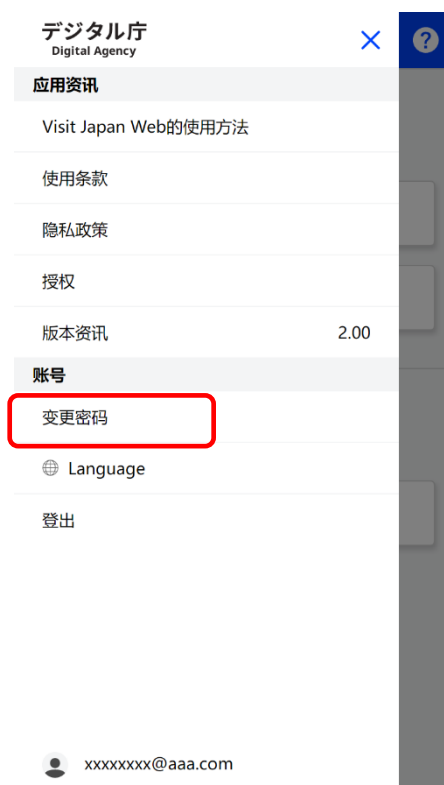 デジタル庁
Digital Agency
?
应用资讯
Visit Japan Web的使用方法
使用条款
隐私政策
授权
版本资讯 2.00
账号
变更密码
Language
登出
xxxxxxxx@aaa.com